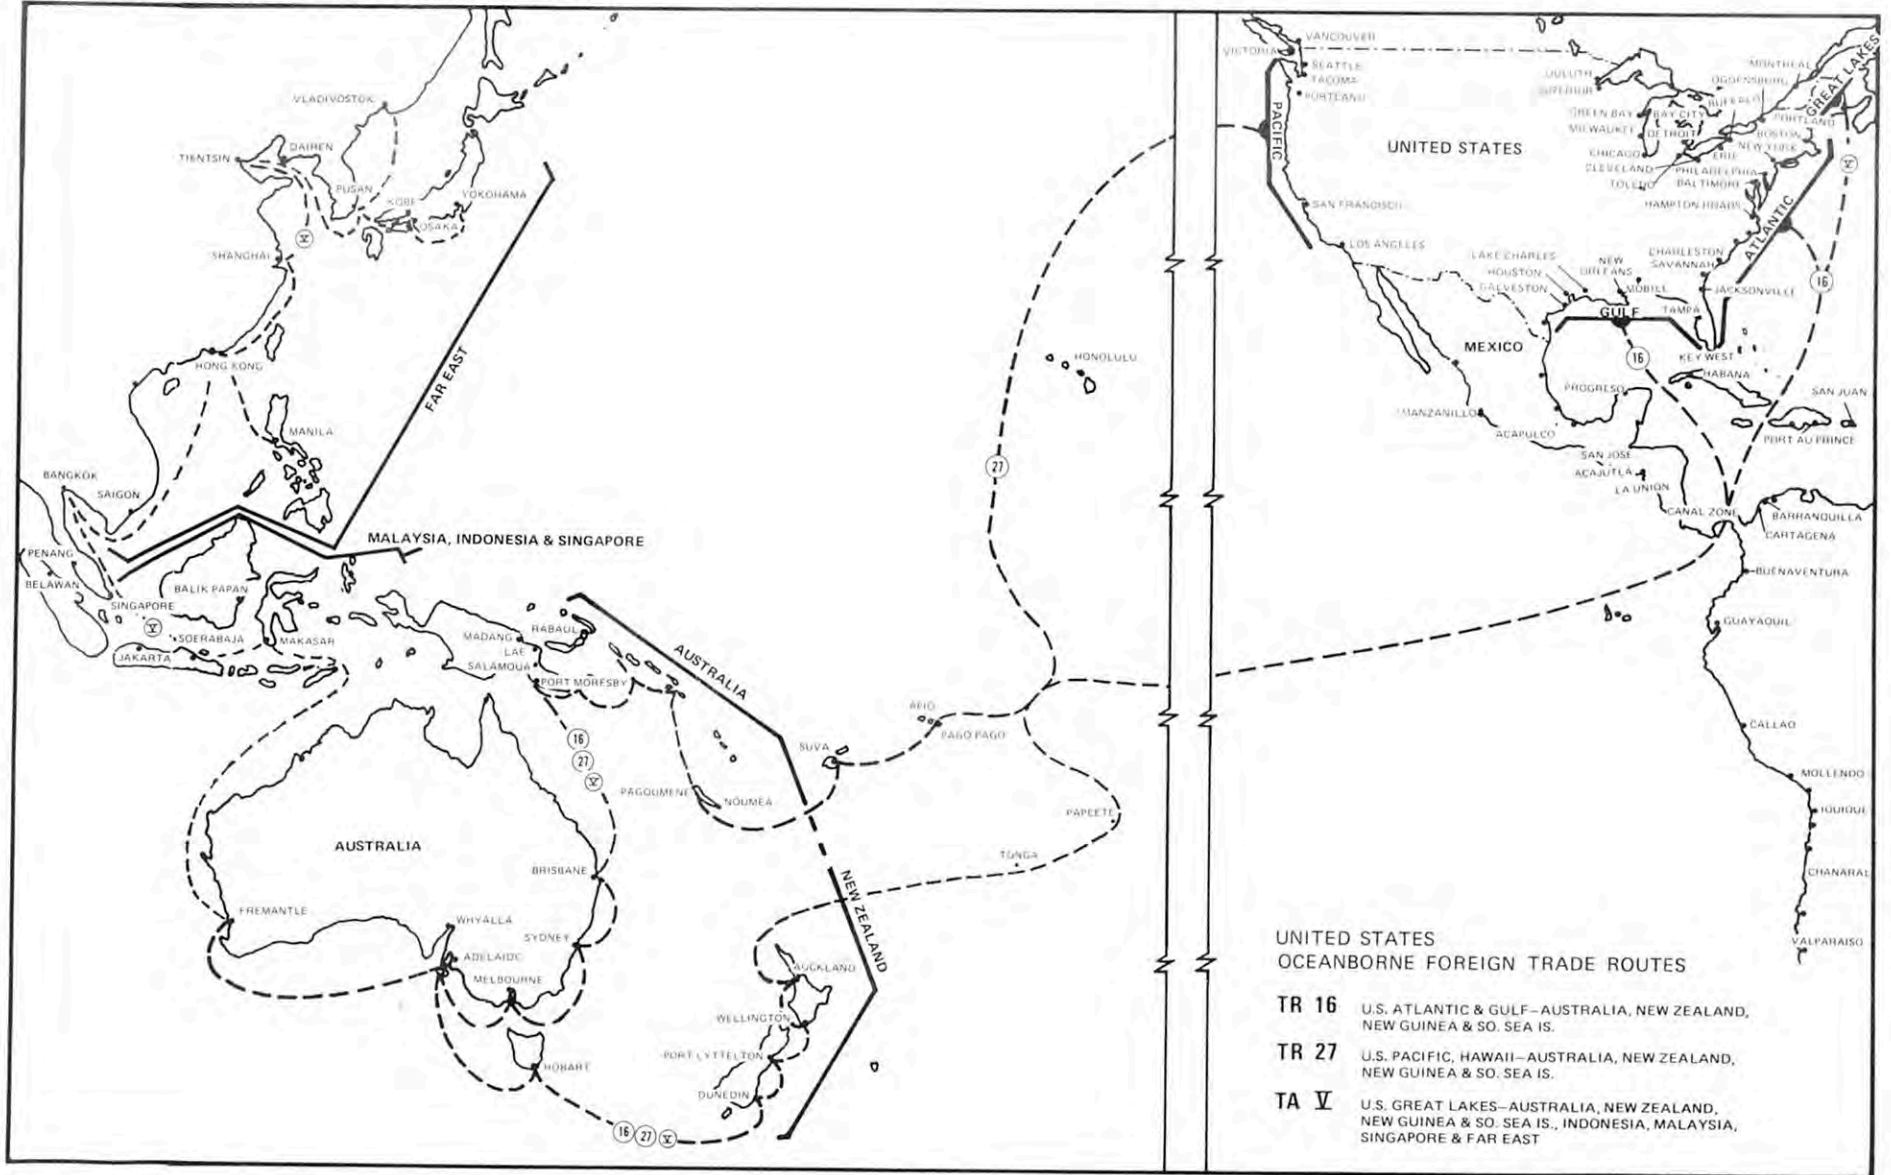 VLADIVOSTOK
DAIREN
TIENTSIN
PUSAN
KOBE
YOKOHAMA
OSAKA
V
SHANGHAI
HONG KONG
FAR EAST
MANILA
BANGKOK
SAIGON
MALAYSIA, INDONESIA & SINGAPORE
PENANG
BELAWAN
BALIK PAPAN
SINGAPORE
V
SOERABAJA
MAKASAR
JAKARTA
MADANG
RABAUL
LAE
SALAMOUA
PORT MORESBY
AUSTRALIA
16
27
V
PAGOUMENE
NOUMEA
SUVA
APIO
PAGO PAGO
PAPEETE
TONGA
AUSTRALIA
BRISBANE
FREMANTLE
WHYALLA
SYDNEY
ADELAIDE
MELBOURNE
HOBART
NEW ZEALAND
AUCKLAND
WELLINGTON
PORT LYTTELTON
DUNEDIN
16 27 V
27
HONOLULU
VANCOUVER
VICTORIA
SEATTLE
TACOMA
PORTLAND
PACIFIC
SAN FRANCISCO
LOS ANGELES
UNITED STATES
DULUTH
SUPERIOR
GREEN BAY
MILWAUKEE
CHICAGO
CLEVELAND
TOLEDO
BAY CITY
DETROIT
OGDENSBURG
BUFFALO
ERIE
MONTREAL
GREAT LAKES
PORTLAND
BOSTON
NEW YORK
PHILADELPHIA
BALTIMORE
HAMPTON ROADS
ATLANTIC
V
16
CHARLESTON
SAVANNAH
JACKSONVILLE
LAKE CHARLES
HOUSTON
GALVESTON
NEW
ORLEANS
MOBILE
TAMPA
GULF
16
KEY WEST
HABANA
MEXICO
PROGRESO
MANZANILLO
ACAPULCO
SAN JUAN
PORT AU PRINCE
SAN JOSE
ACAJUTLA
LA UNION
CANAL ZONE
BARRANQUILLA
CARTAGENA
BUENAVENTURA
GUAYAQUIL
CALLAO
MOLLENDO
IQUIQUE
CHANARAL
VALPARAISO
UNITED STATES
OCEANBORNE FOREIGN TRADE ROUTES
TR 16 U.S. ATLANTIC & GULF–AUSTRALIA, NEW ZEALAND,
NEW GUINEA & SO. SEA IS.
TR 27 U.S. PACIFIC, HAWAII–AUSTRALIA, NEW ZEALAND,
NEW GUINEA & SO. SEA IS.
TA V U.S. GREAT LAKES–AUSTRALIA, NEW ZEALAND,
NEW GUINEA & SO. SEA IS., INDONESIA, MALAYSIA,
SINGAPORE & FAR EAST